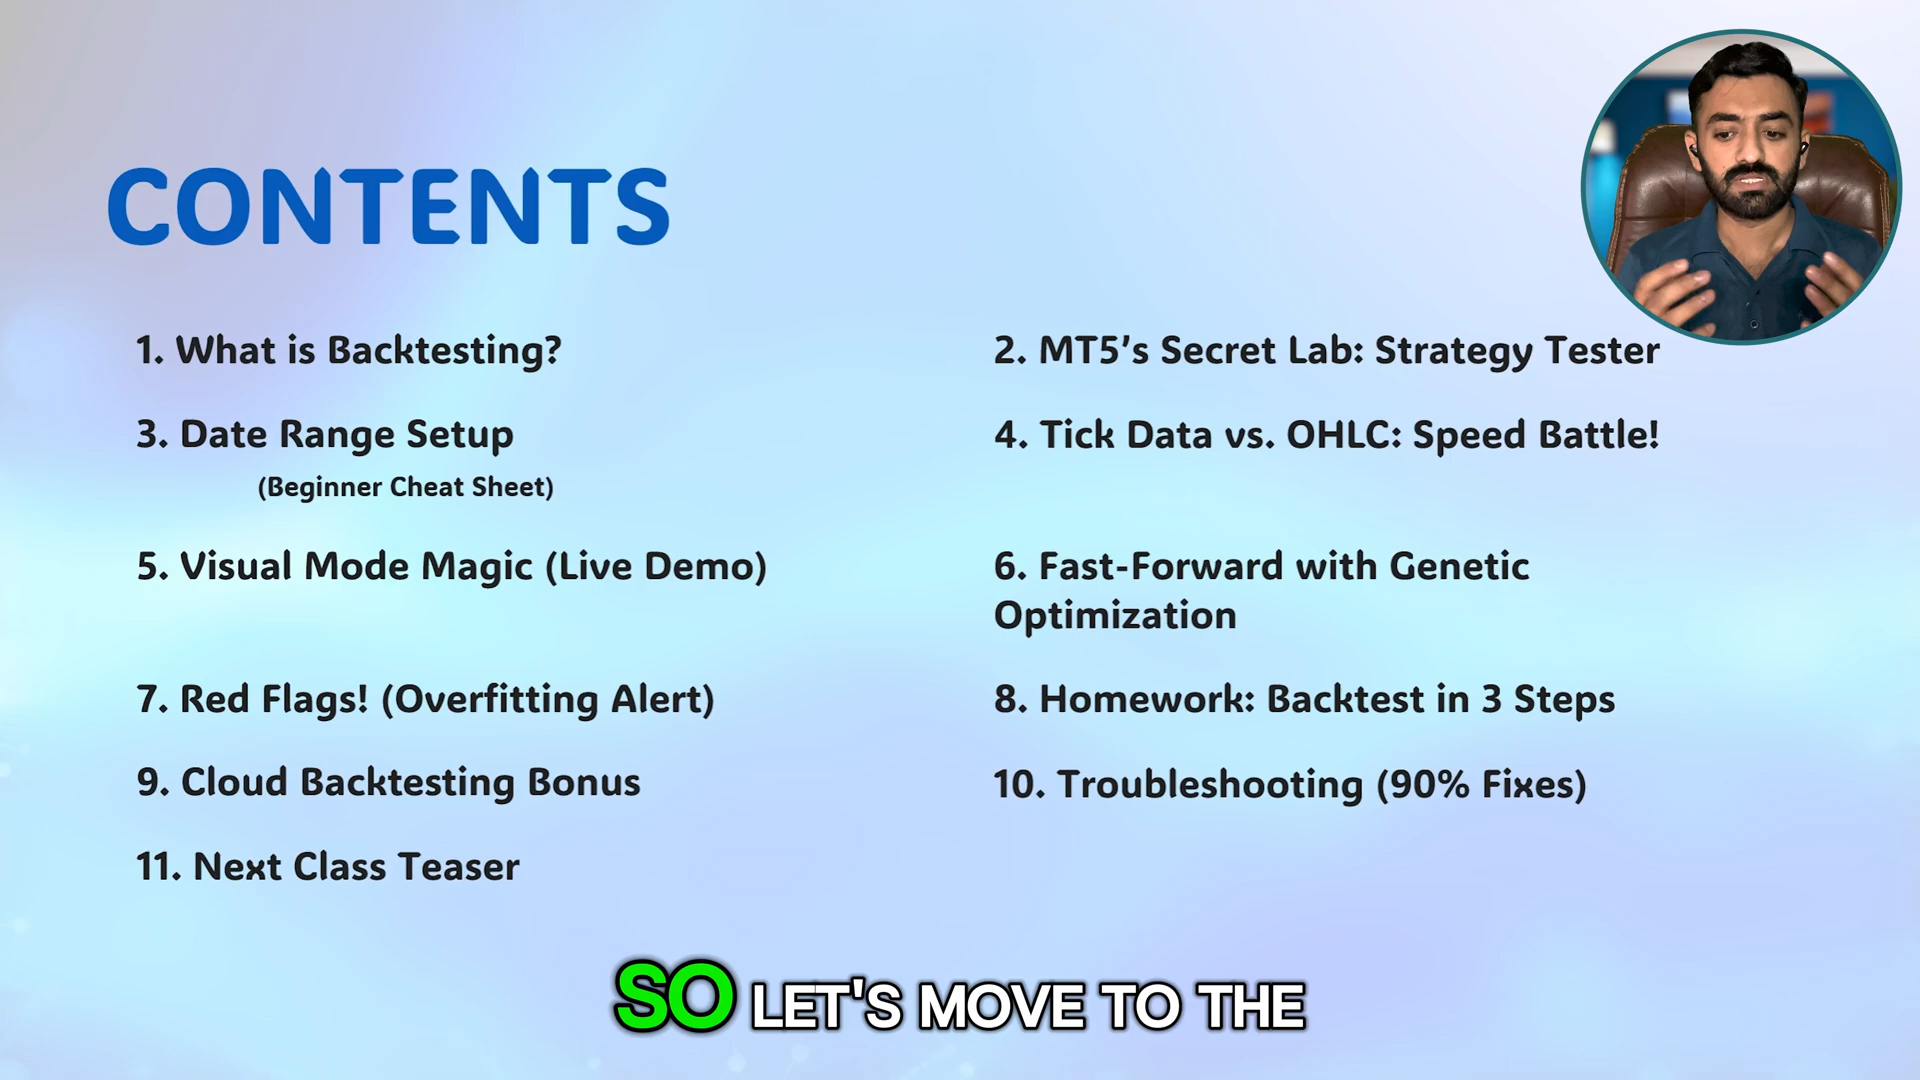 CONTENTS
1. What is Backtesting?
2. MT5’s Secret Lab: Strategy Tester
3. Date Range Setup
(Beginner Cheat Sheet)
4. Tick Data vs. OHLC: Speed Battle!
5. Visual Mode Magic (Live Demo)
6. Fast-Forward with Genetic
Optimization
7. Red Flags! (Overfitting Alert)
8. Homework: Backtest in 3 Steps
9. Cloud Backtesting Bonus
10. Troubleshooting (90% Fixes)
11. Next Class Teaser
SO LET'S MOVE TO THE